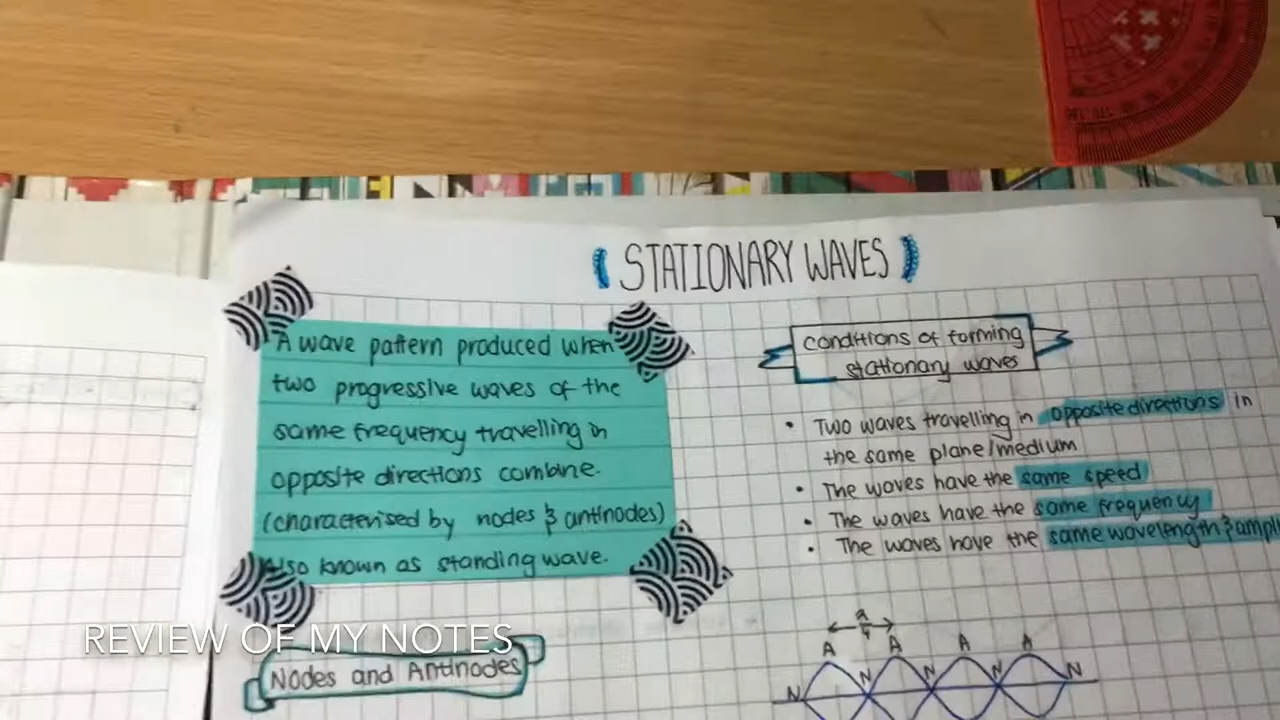 STATIONARY WAVES
A wave pattern produced when
two progressive waves of the
same frequency travelling in
opposite directions combine.
(characterised by nodes & antinodes)
Also known as standing wave.
conditions of forming
stationary waves
• Two waves travelling in opposite directions in
the same plane/medium
• The waves have the same speed
• The waves have the same frequency
• The waves have the same wavelength & ampl
REVIEW OF MY NOTES
Nodes and Antinodes
A A A A
N N N N N